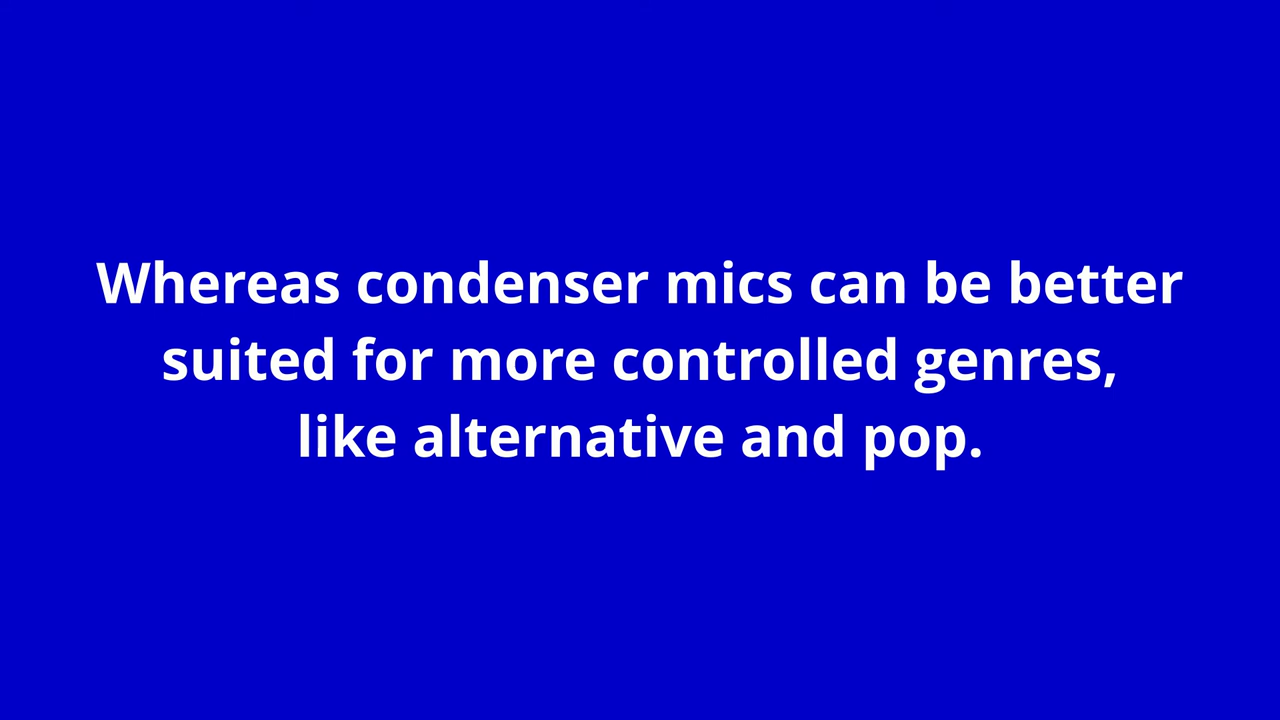 Whereas condenser mics can be better
suited for more controlled genres,
like alternative and pop.